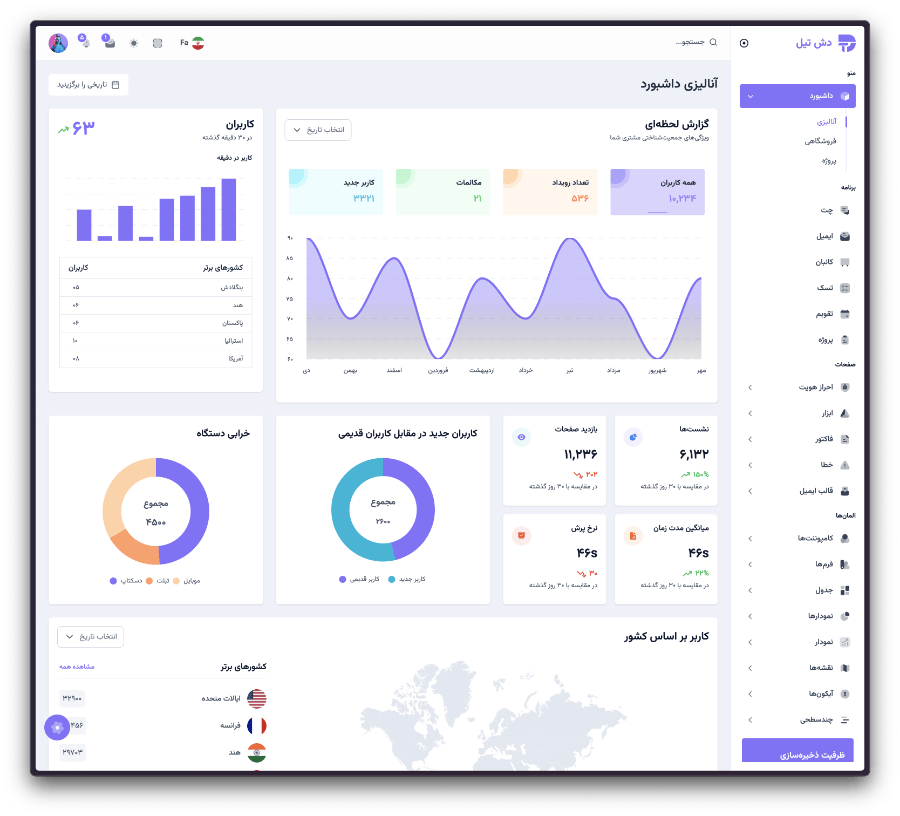 دش تیل
جستجو...
Fa
۱
۵
منو
داشبورد
آنالیزی
فروشگاهی
پروژه
برنامه
چت
ایمیل
کانبان
تسک
تقویم
پروژه
صفحات
احراز هویت
ابزار
فاکتور
خطا
قالب ایمیل
المان‌ها
کامپوننت‌ها
فرم‌ها
جدول
نمودارها
نمودار
نقشه‌ها
آیکون‌ها
چندسطحی
ظرفیت ذخیره‌سازی
آنالیزی داشبورد
تاریخی را برگزینید
گزارش لحظه‌ای
ویژگی‌های جمعیت‌شناختی مشتری شما
انتخاب تاریخ
همه کاربران
۱۰,۲۳۴
تعداد رویداد
۵۳۶
مکالمات
۲۱
کاربر جدید
۳۳۲۱
۹۰
۸۵
۸۰
۷۵
۷۰
۶۵
۶۰
دی بهمن اسفند فروردین اردیبهشت خرداد تیر مرداد شهریور مهر
کاربران
در ۳۰ دقیقه گذشته
۶۳
کاربر در دقیقه
کشورهای برتر کاربران
بنگلادش ۰۵
هند ۰۶
پاکستان ۰۶
استرالیا ۱۰
آمریکا ۰۸
نشست‌ها
۶,۱۳۲
۱۵۰%
در مقایسه با ۳۰ روز گذشته
بازدید صفحات
۱۱,۲۳۶
۲۰۲
در مقایسه با ۳۰ روز گذشته
میانگین مدت زمان
۴۶s
۲۲%
در مقایسه با ۳۰ روز گذشته
نرخ پرش
۴۶s
۳۰
در مقایسه با ۳۰ روز گذشته
کاربران جدید در مقابل کاربران قدیمی
مجموع
۲۶۰۰
کاربر جدید
کاربر قدیمی
خرابی دستگاه
مجموع
۴۵۰۰
موبایل
تبلت
دسکتاپ
کاربر بر اساس کشور
انتخاب تاریخ
کشورهای برتر
مشاهده همه
ایالات متحده ۳۲۹۰۰
فرانسه ۴۵۶
هند ۲۹۷۰۳